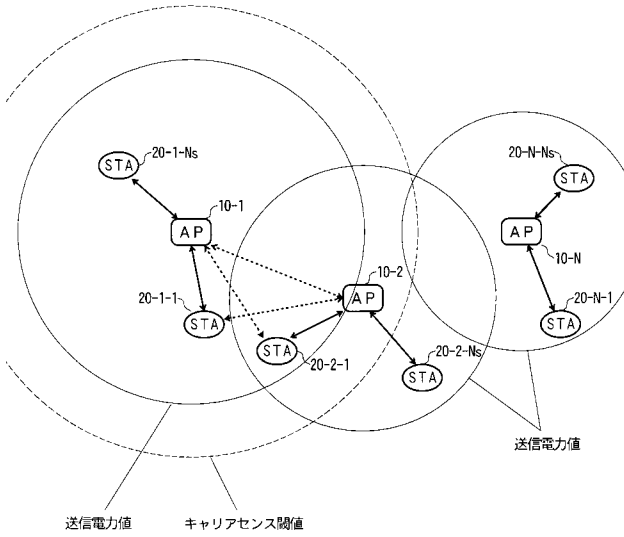 20-1-Ns
STA
20-N-Ns
STA
10-1
AP
AP
10-N
10-2
AP
20-1-1
STA
20-N-1
STA
STA
20-2-1
20-2-Ns
STA
送信電力値
送信電力値
キャリアセンス閾値